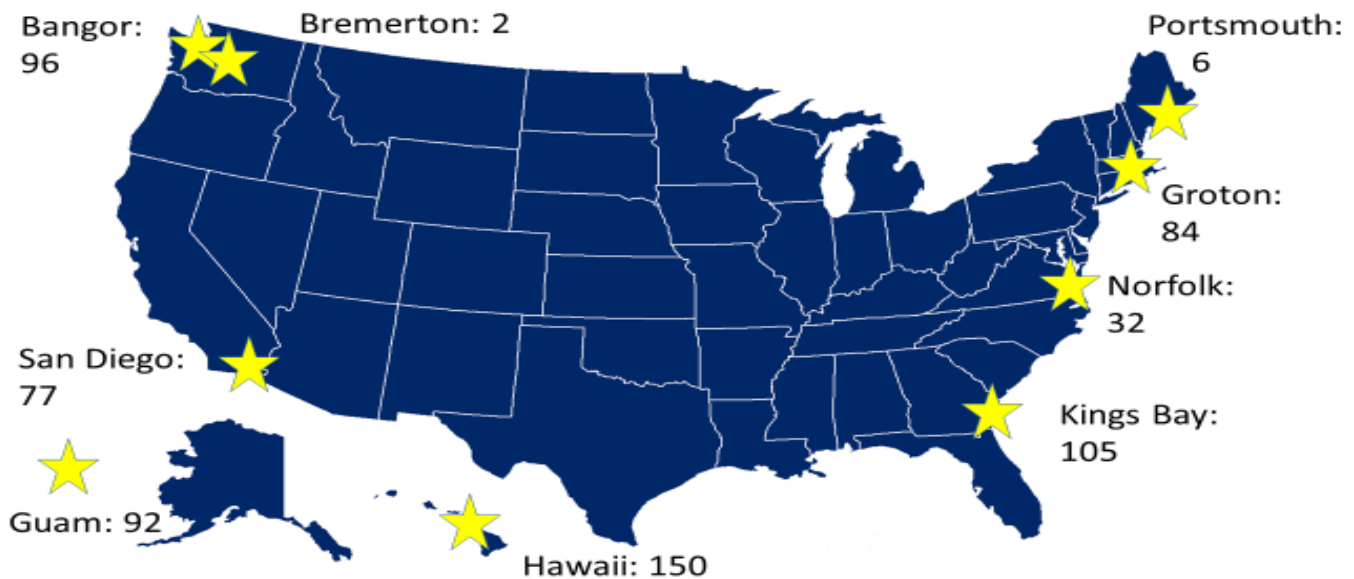 Bangor:
96
Bremerton: 2
Portsmouth:
6
Groton:
84
Norfolk:
32
San Diego:
77
Kings Bay:
105
Guam: 92
Hawaii: 150